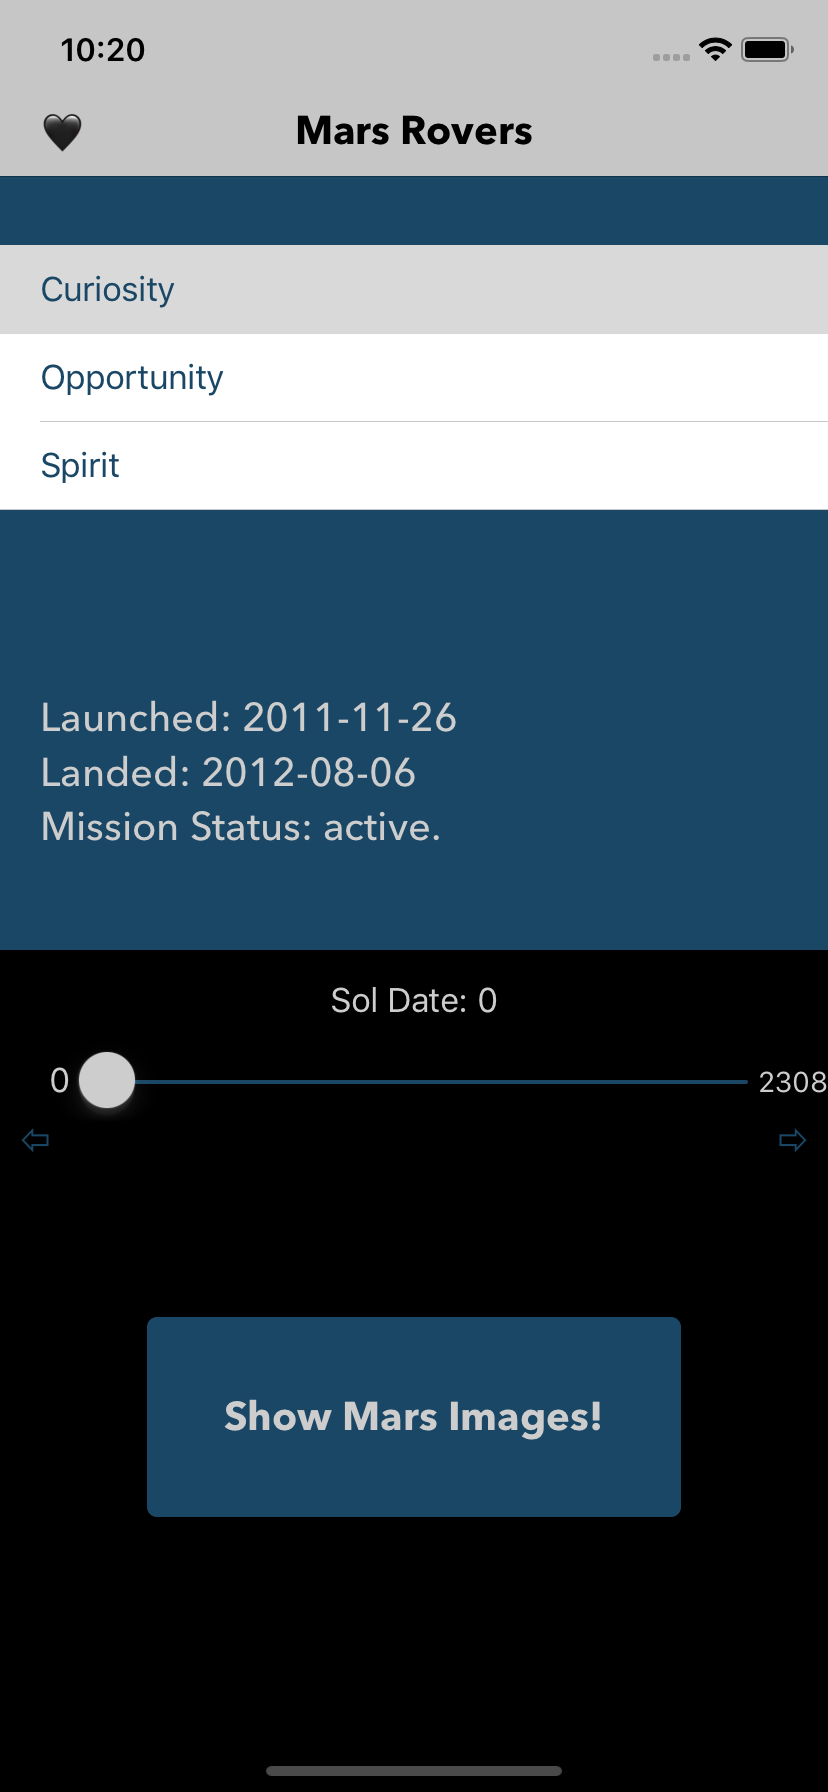 10:20
Mars Rovers
Curiosity
Opportunity
Spirit
Launched: 2011-11-26
Landed: 2012-08-06
Mission Status: active.
Sol Date: 0
0 2308
Show Mars Images!